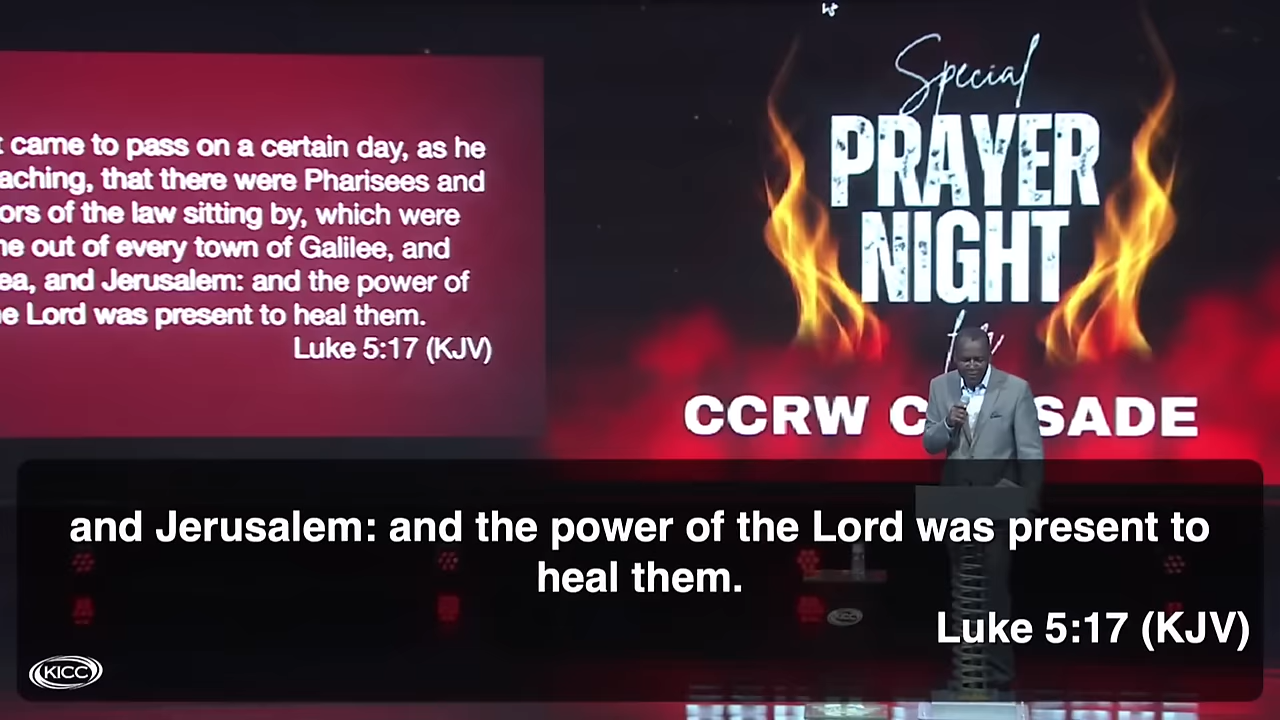 came to pass on a certain day, as he
aching, that there were Pharisees and
ors of the law sitting by, which were
ne out of every town of Galilee, and
ea, and Jerusalem: and the power of
e Lord was present to heal them.
Luke 5:17 (KJV)
Special
PRAYER
NIGHT
for
CCRW C SADE
and Jerusalem: and the power of the Lord was present to
heal them.
Luke 5:17 (KJV)
KICC